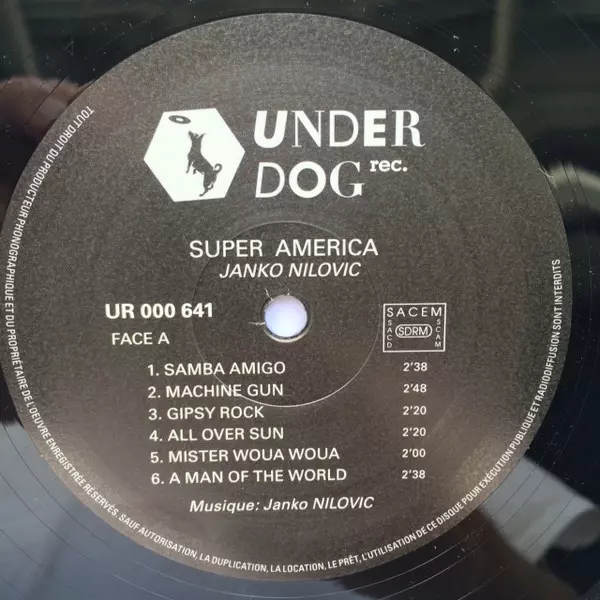 UNDER
DOG rec.
SUPER AMERICA
JANKO NILOVIC
UR 000 641
FACE A
SACEM
SACD
SDRM
SCAM
1. SAMBA AMIGO 2'38
2. MACHINE GUN 2'48
3. GIPSY ROCK 2'20
4. ALL OVER SUN 2'20
5. MISTER WOUA WOUA 2'00
6. A MAN OF THE WORLD 2'38
Musique: Janko NILOVIC
TOUT DROIT DU PRODUCTEUR PHONOGRAPHIQUE ET DU PROPRIÉTAIRE DE L'OEUVRE ENREGISTRÉE RÉSERVÉS. SAUF AUTORISATION, LA DUPLICATION, LA LOCATION, LE PRÊT, L'UTILISATION DE CE DISQUE POUR EXÉCUTION PUBLIQUE ET RADIODIFFUSION SONT INTERDITS